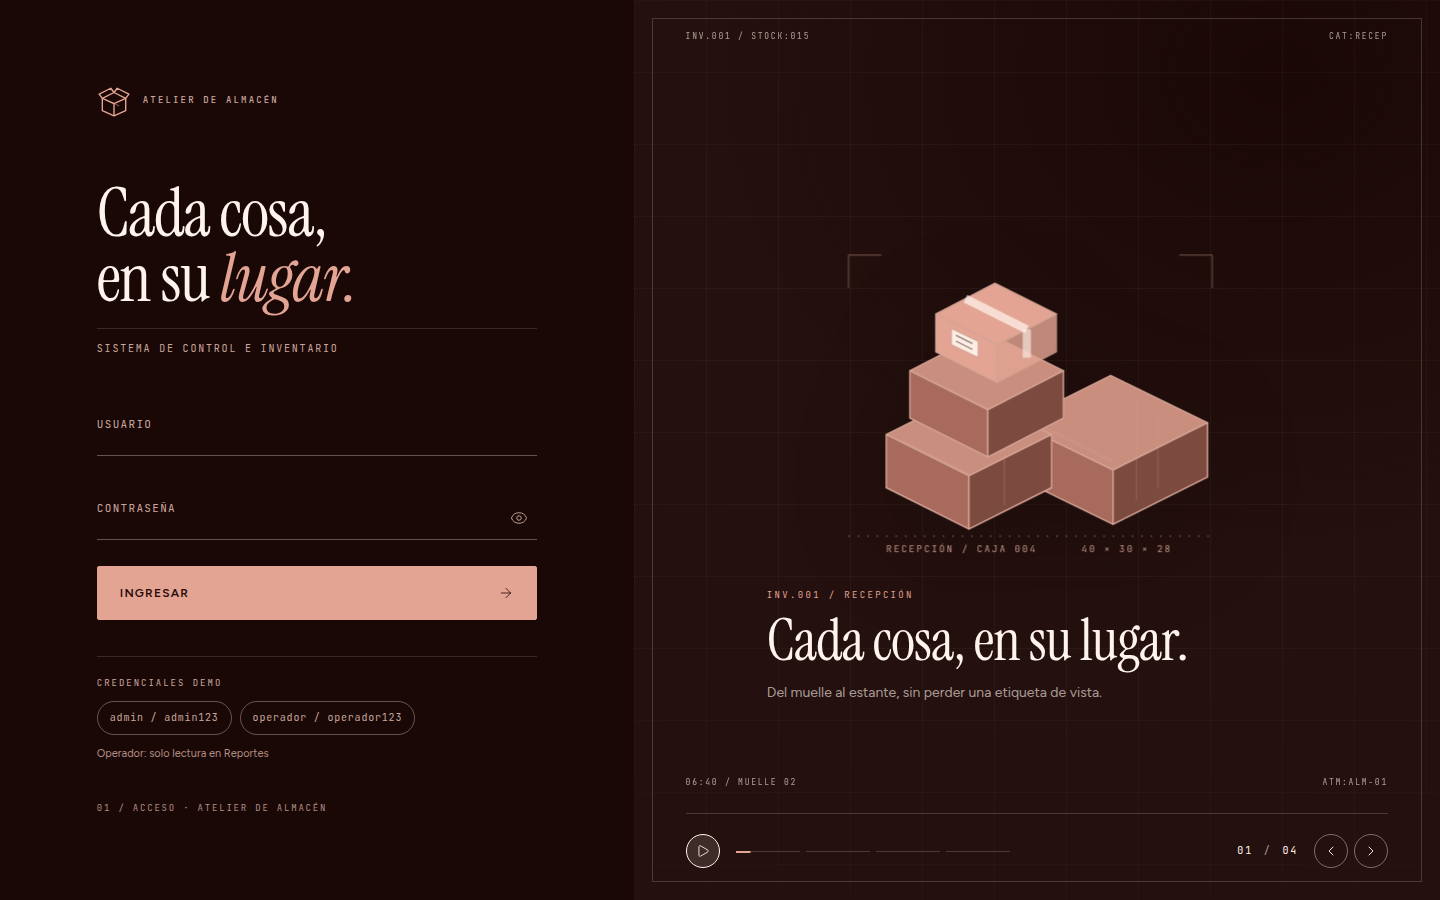 ATELIER DE ALMACÉN
Cada cosa,
en su lugar.
SISTEMA DE CONTROL E INVENTARIO
USUARIO
CONTRASEÑA
INGRESAR
CREDENCIALES DEMO
admin / admin123
operador / operador123
Operador: solo lectura en Reportes
01 / ACCESO · ATELIER DE ALMACÉN
INV.001 / STOCK:015
CAT:RECEP
RECEPCIÓN / CAJA 004
40 × 30 × 28
INV.001 / RECEPCIÓN
Cada cosa, en su lugar.
Del muelle al estante, sin perder una etiqueta de vista.
06:40 / MUELLE 02
ATM:ALM-01
01 / 04